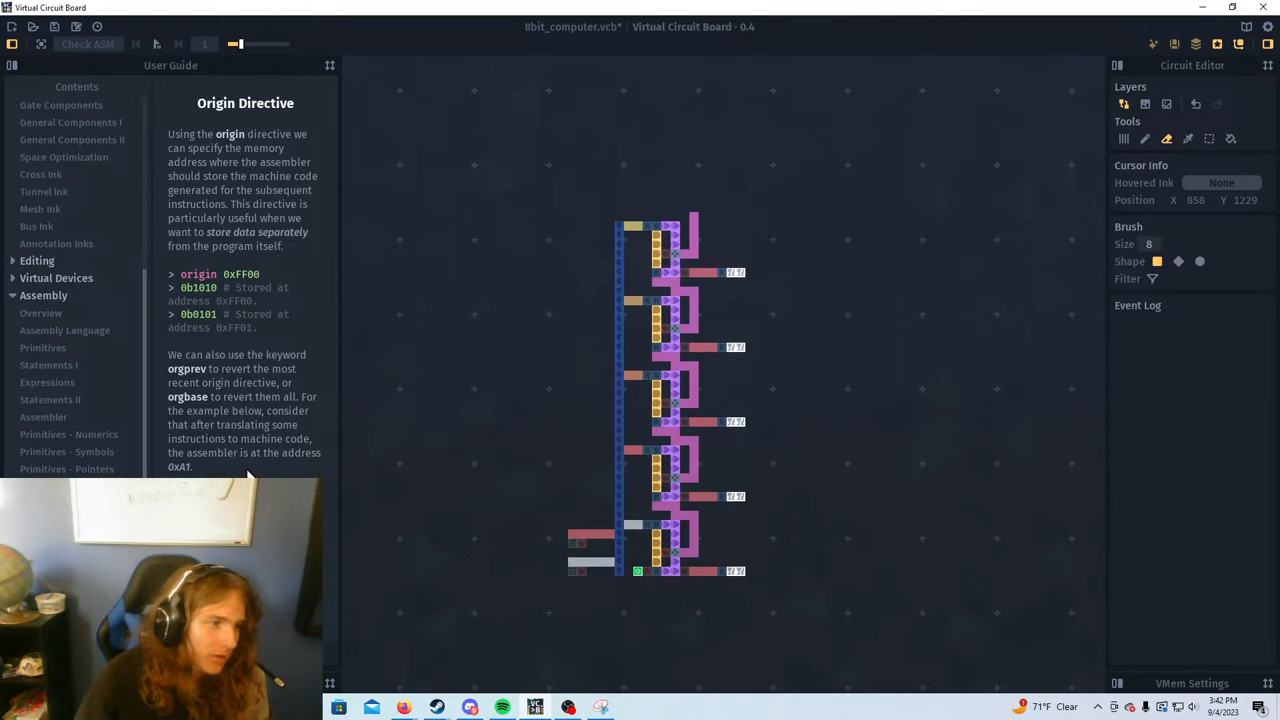 Virtual Circuit Board
8bit_computer.vcb* | Virtual Circuit Board - 0.4
Check ASM
1
User Guide
Contents
Gate Components
General Components I
General Components II
Space Optimization
Cross Ink
Tunnel Ink
Mesh Ink
Bus Ink
Annotation Inks
Editing
Virtual Devices
Assembly
Overview
Assembly Language
Primitives
Statements I
Expressions
Statements II
Assembler
Primitives - Numerics
Primitives - Symbols
Primitives - Pointers
Origin Directive
Using the origin directive we
can specify the memory
address where the assembler
should store the machine code
generated for the subsequent
instructions. This directive is
particularly useful when we
want to store data separately
from the program itself.
> origin 0xFF00
> 0b1010 # Stored at
address 0xFF00.
> 0b0101 # Stored at
address 0xFF01.
We can also use the keyword
orgprev to revert the most
recent origin directive, or
orgbase to revert them all. For
the example below, consider
that after translating some
instructions to machine code,
the assembler is at the address
0xA1.
Circuit Editor
Layers
Tools
Cursor Info
Hovered Ink None
Position X 858 Y 1229
Brush
Size 8
Shape
Filter
Event Log
VMem Settings
71°F Clear
3:42 PM
9/4/2023